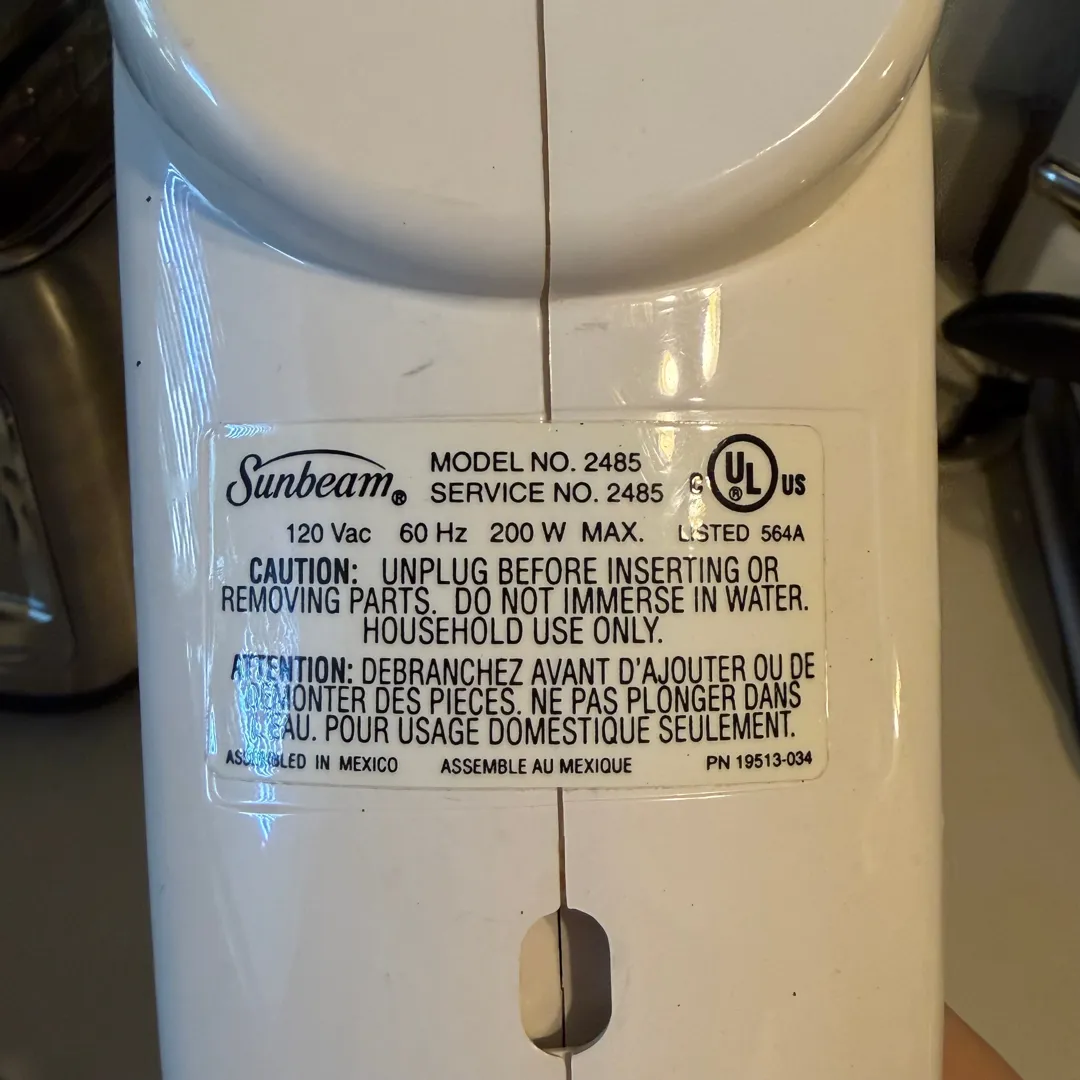 Sunbeam®
MODEL NO. 2485
SERVICE NO. 2485
C UL® US
120 Vac 60 Hz 200 W MAX. LISTED 564A
CAUTION: UNPLUG BEFORE INSERTING OR
REMOVING PARTS. DO NOT IMMERSE IN WATER.
HOUSEHOLD USE ONLY.
ATTENTION: DEBRANCHEZ AVANT D'AJOUTER OU DE
DEMONTER DES PIECES. NE PAS PLONGER DANS
L'EAU. POUR USAGE DOMESTIQUE SEULEMENT.
ASSEMBLED IN MEXICO ASSEMBLE AU MEXIQUE PN 19513-034